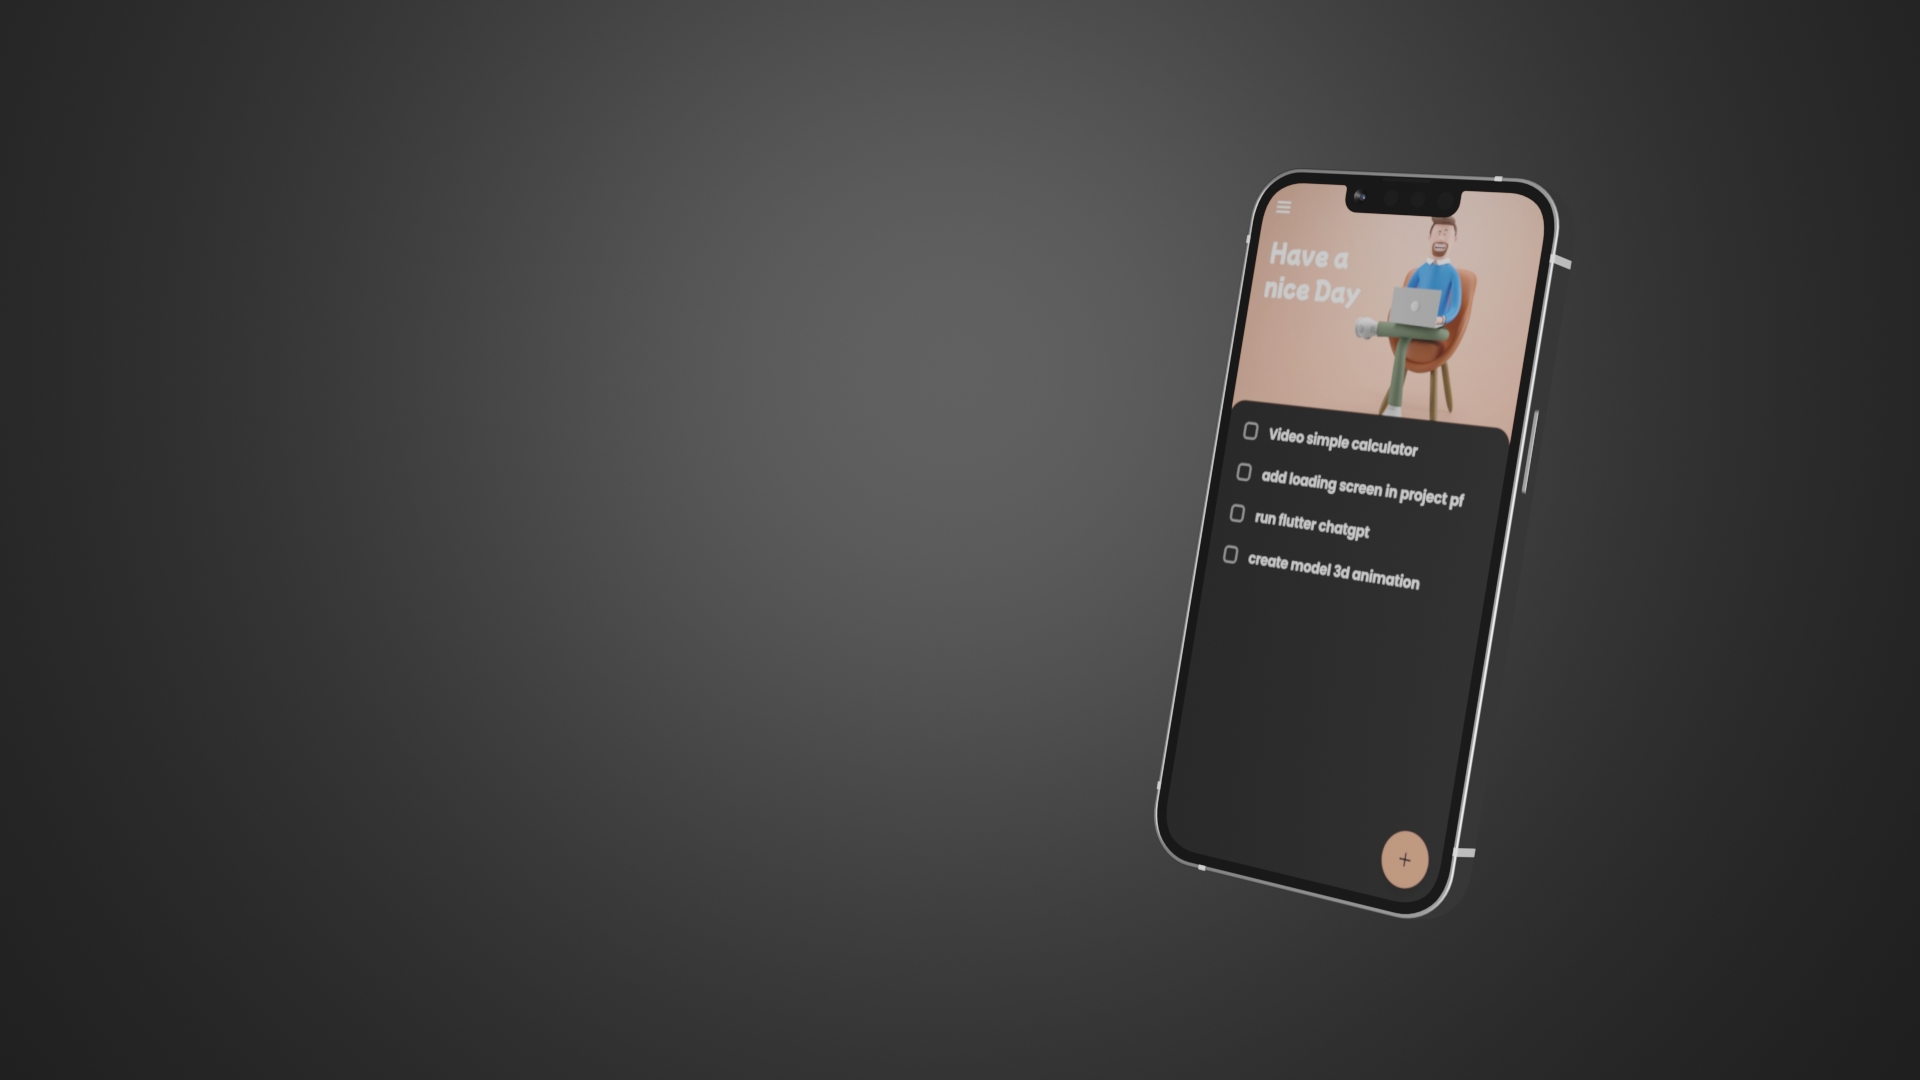 Have a
nice Day
Video simple calculator
add loading screen in project pf
run flutter chatgpt
create model 3d animation